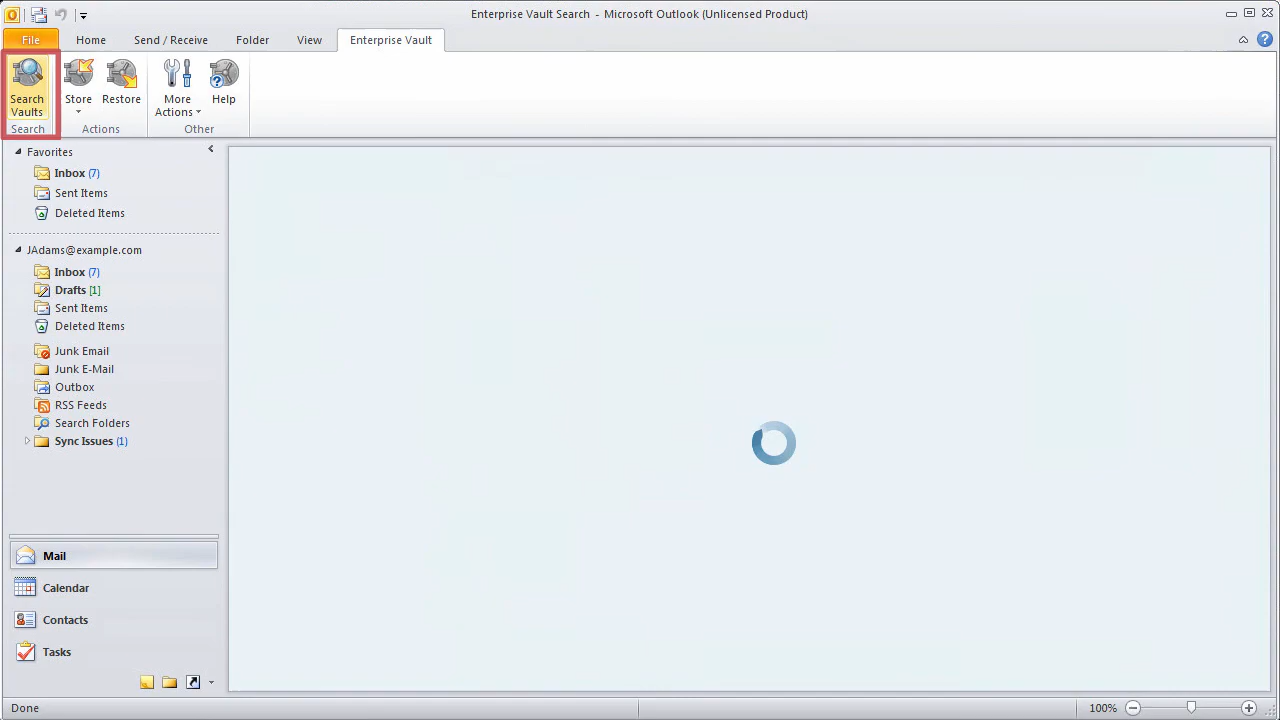 Enterprise Vault Search - Microsoft Outlook (Unlicensed Product)
File Home Send / Receive Folder View Enterprise Vault
Search Vaults
Store
Restore
More Actions
Help
Search Actions Other
Favorites
Inbox (7)
Sent Items
Deleted Items
JAdams@example.com
Inbox (7)
Drafts [1]
Sent Items
Deleted Items
Junk Email
Junk E-Mail
Outbox
RSS Feeds
Search Folders
Sync Issues (1)
Mail
Calendar
Contacts
Tasks
Done 100%